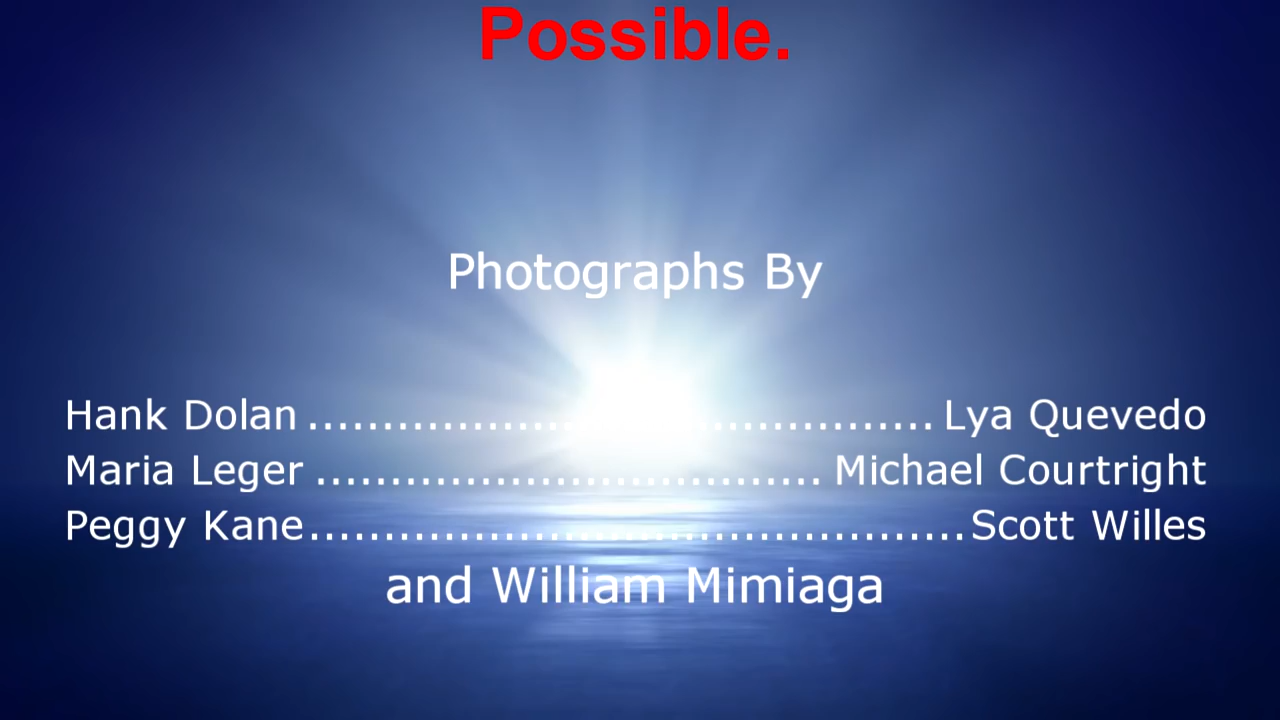 Possible.
Photographs By
Hank Dolan ................................................ Lya Quevedo
Maria Leger .................................. Michael Courtright
Peggy Kane............................................Scott Willes
and William Mimiaga